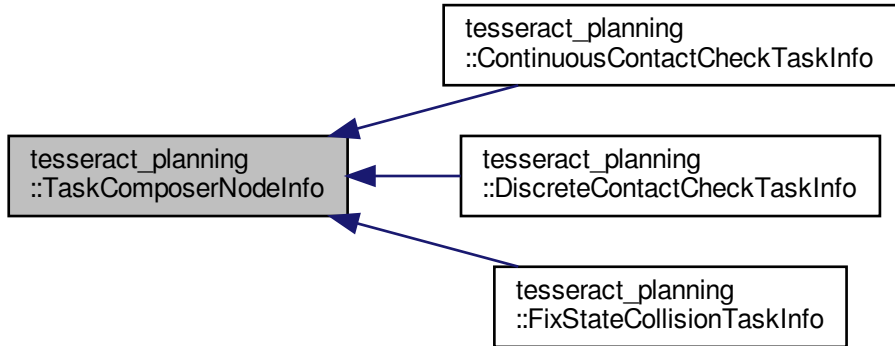 tesseract_planning
::ContinuousContactCheckTaskInfo
tesseract_planning
::TaskComposerNodeInfo
tesseract_planning
::DiscreteContactCheckTaskInfo
tesseract_planning
::FixStateCollisionTaskInfo